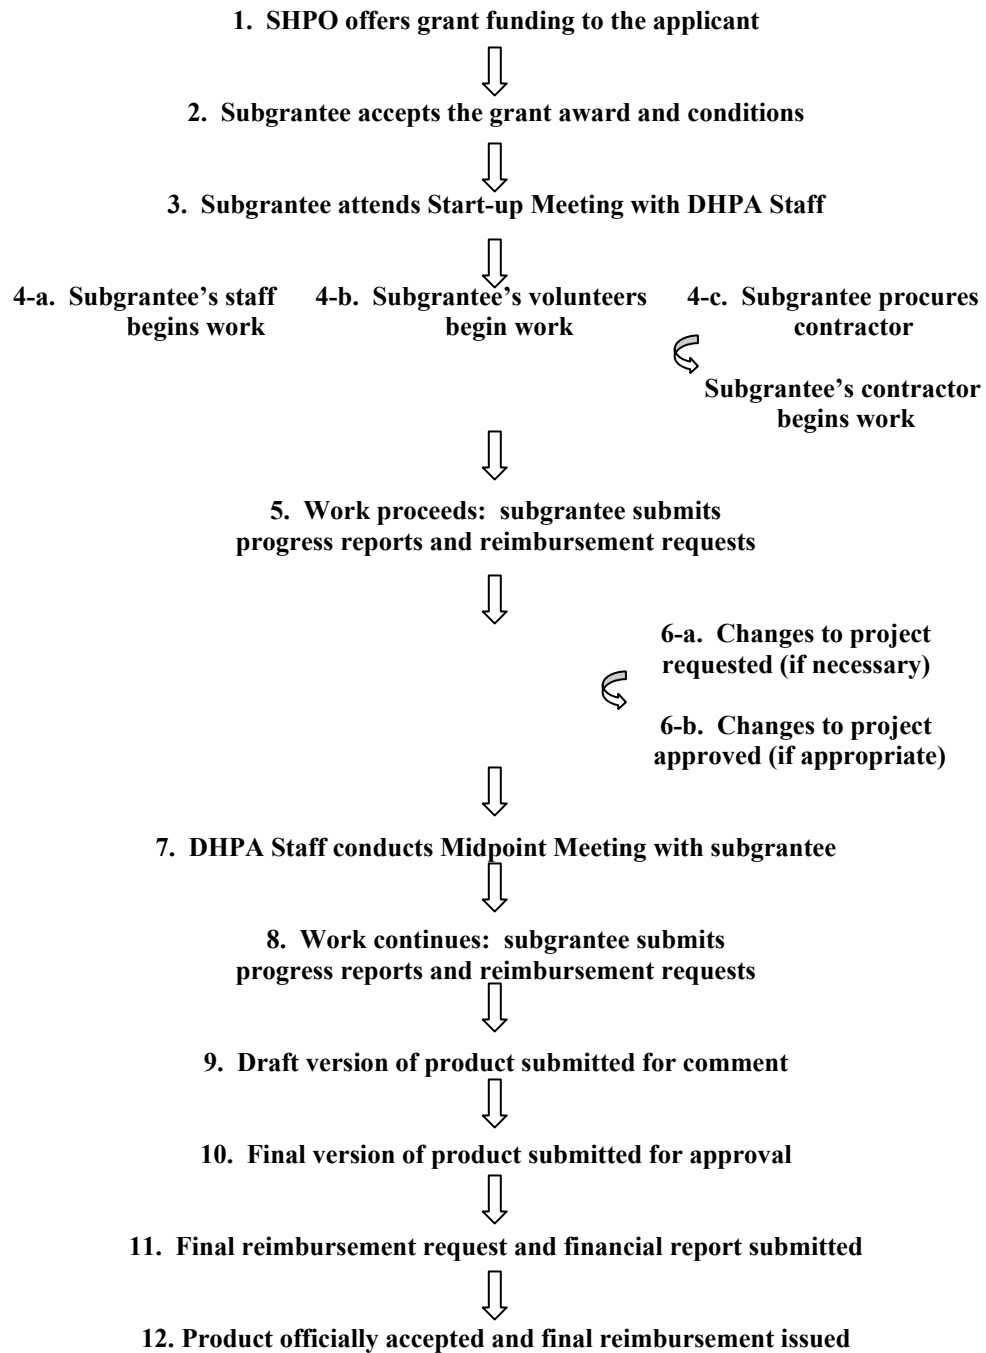 1. SHPO offers grant funding to the applicant
2. Subgrantee accepts the grant award and conditions
3. Subgrantee attends Start-up Meeting with DHPA Staff
4-a. Subgrantee’s staff
begins work
4-b. Subgrantee’s volunteers
begin work
4-c. Subgrantee procures
contractor
Subgrantee’s contractor
begins work
5. Work proceeds: subgrantee submits
progress reports and reimbursement requests
6-a. Changes to project
requested (if necessary)
6-b. Changes to project
approved (if appropriate)
7. DHPA Staff conducts Midpoint Meeting with subgrantee
8. Work continues: subgrantee submits
progress reports and reimbursement requests
9. Draft version of product submitted for comment
10. Final version of product submitted for approval
11. Final reimbursement request and financial report submitted
12. Product officially accepted and final reimbursement issued